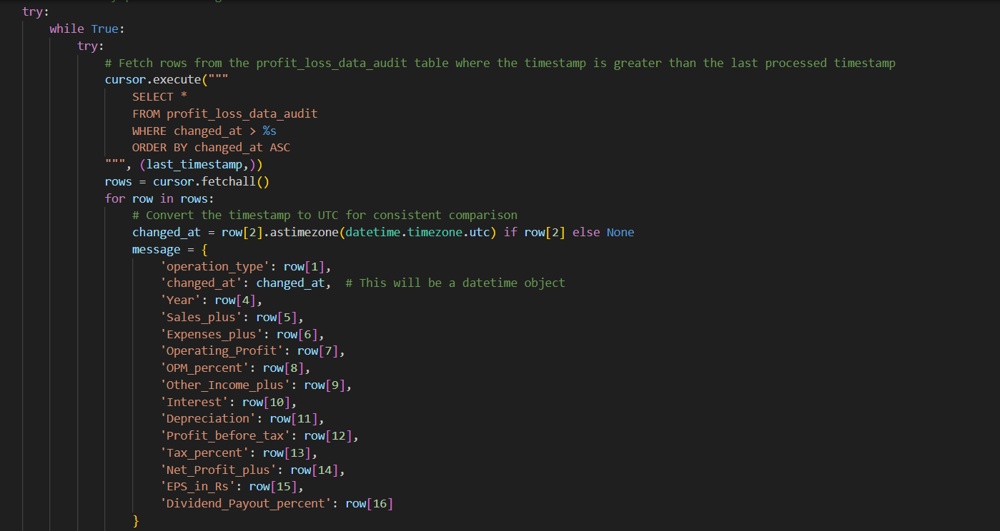 try:
    while True:
        try:
            # Fetch rows from the profit_loss_data_audit table where the timestamp is greater than the last processed timestamp
            cursor.execute("""
                SELECT *
                FROM profit_loss_data_audit
                WHERE changed_at > %s
                ORDER BY changed_at ASC
            """, (last_timestamp,))
            rows = cursor.fetchall()
            for row in rows:
                # Convert the timestamp to UTC for consistent comparison
                changed_at = row[2].astimezone(datetime.timezone.utc) if row[2] else None
                message = {
                    'operation_type': row[1],
                    'changed_at': changed_at,  # This will be a datetime object
                    'Year': row[4],
                    'Sales_plus': row[5],
                    'Expenses_plus': row[6],
                    'Operating_Profit': row[7],
                    'OPM_percent': row[8],
                    'Other_Income_plus': row[9],
                    'Interest': row[10],
                    'Depreciation': row[11],
                    'Profit_before_tax': row[12],
                    'Tax_percent': row[13],
                    'Net_Profit_plus': row[14],
                    'EPS_in_Rs': row[15],
                    'Dividend_Payout_percent': row[16]
                }